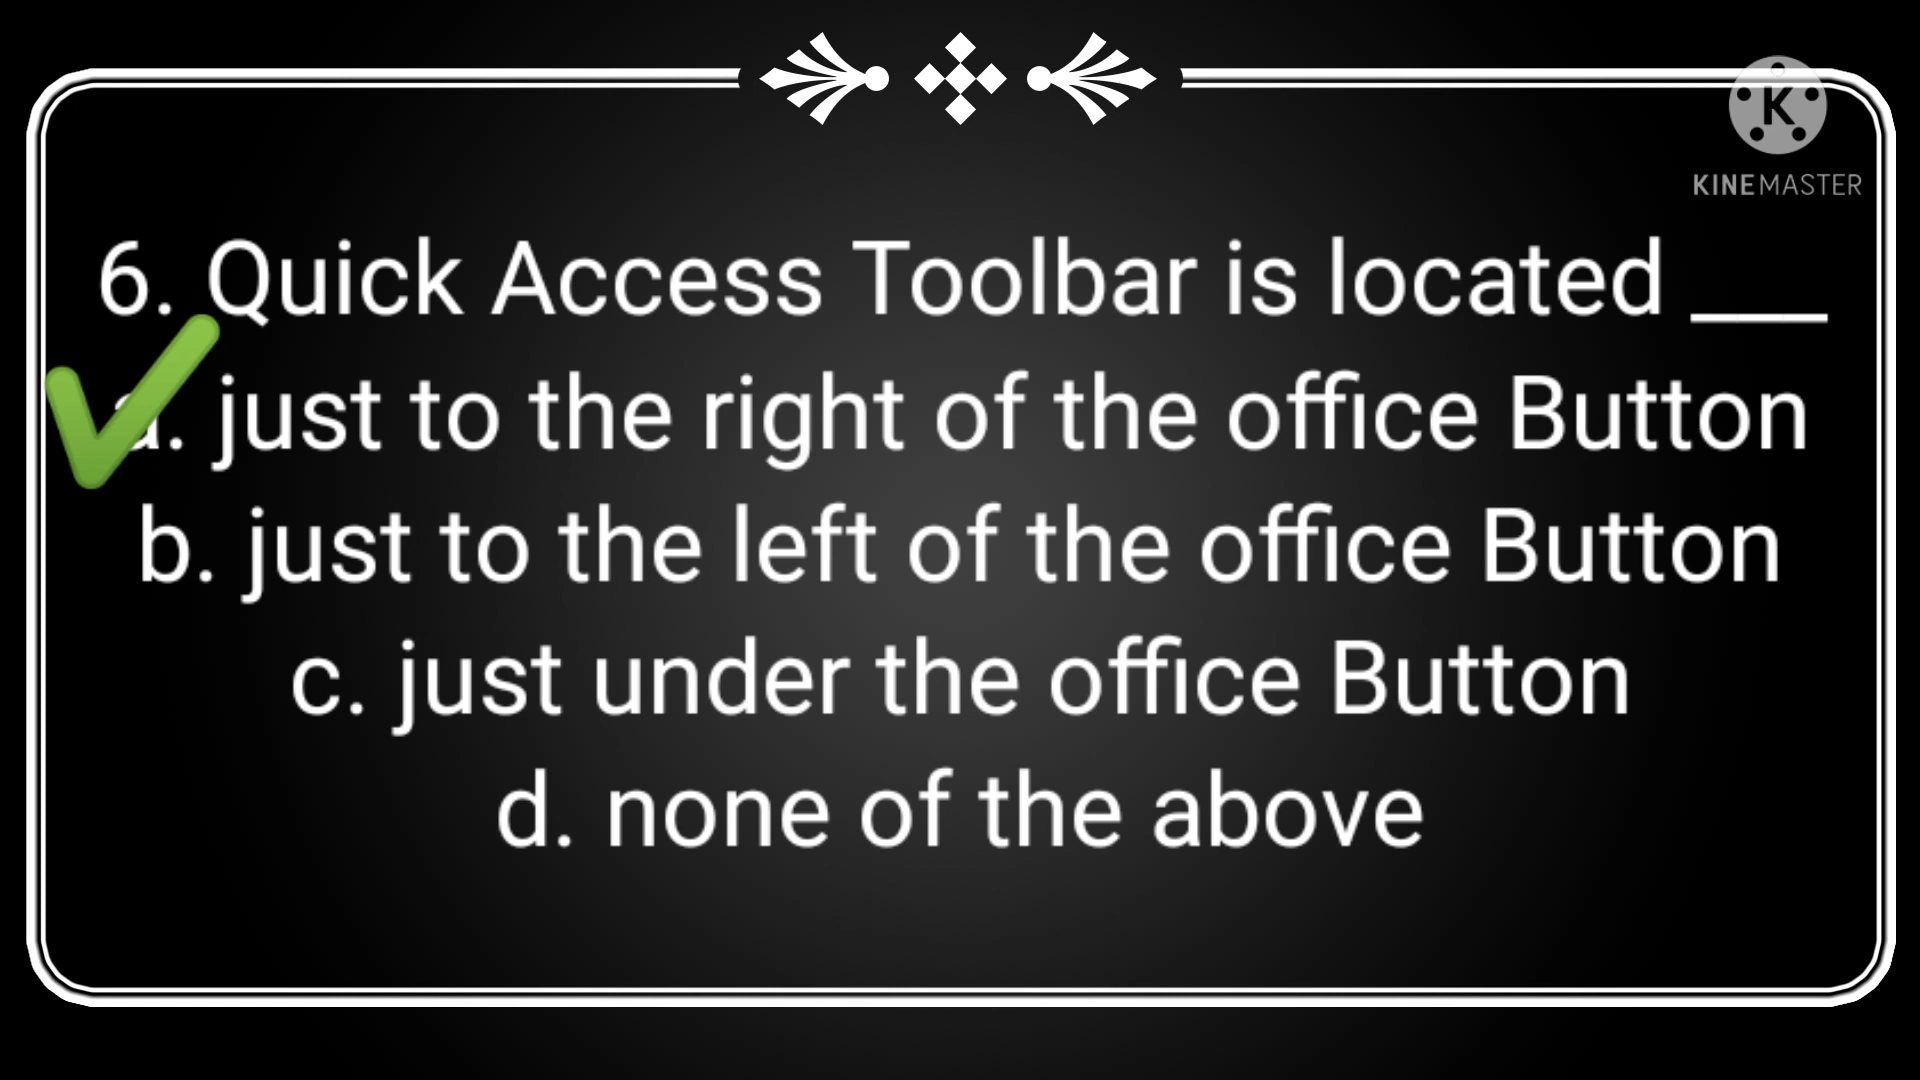 K
KINEMASTER
6. Quick Access Toolbar is located ___
a. just to the right of the office Button
b. just to the left of the office Button
c. just under the office Button
d. none of the above